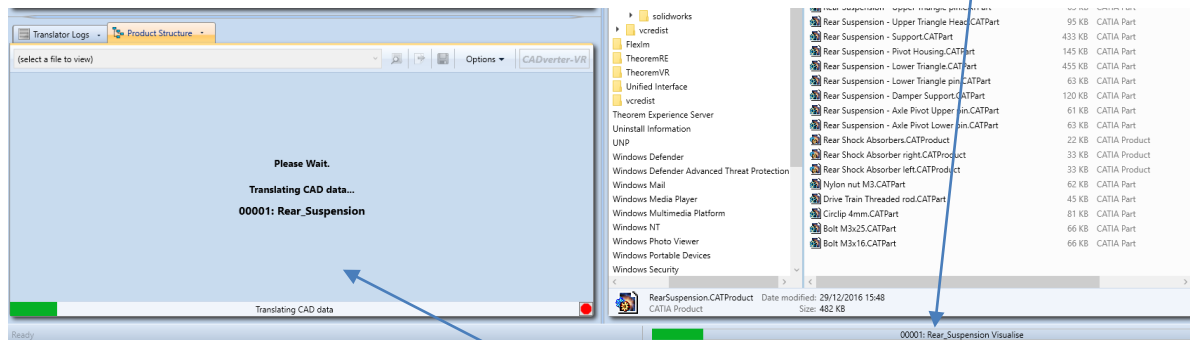 Translator Logs
Product Structure
(select a file to view)
Options
CADverter-VR
Please Wait.
Translating CAD data...
00001: Rear_Suspension
Translating CAD data
Ready
solidworks
vcredist
Flexlm
TheoremRE
TheoremVR
Unified Interface
vcredist
Theorem Experience Server
Uninstall Information
UNP
Windows Defender
Windows Defender Advanced Threat Protection
Windows Mail
Windows Media Player
Windows Multimedia Platform
Windows NT
Windows Photo Viewer
Windows Portable Devices
Windows Security
Rear Suspension - Upper Triangle Head.CATPart 95 KB CATIA Part
Rear Suspension - Support.CATPart 433 KB CATIA Part
Rear Suspension - Pivot Housing.CATPart 145 KB CATIA Part
Rear Suspension - Lower Triangle.CATPart 455 KB CATIA Part
Rear Suspension - Lower Triangle pin.CATPart 63 KB CATIA Part
Rear Suspension - Damper Support.CATPart 120 KB CATIA Part
Rear Suspension - Axle Pivot Upper pin.CATPart 61 KB CATIA Part
Rear Suspension - Axle Pivot Lower pin.CATPart 63 KB CATIA Part
Rear Shock Absorbers.CATProduct 22 KB CATIA Product
Rear Shock Absorber right.CATProduct 33 KB CATIA Product
Rear Shock Absorber left.CATProduct 33 KB CATIA Product
Nylon nut M3.CATPart 62 KB CATIA Part
Drive Train Threaded rod.CATPart 45 KB CATIA Part
Circlip 4mm.CATPart 81 KB CATIA Part
Bolt M3x25.CATPart 66 KB CATIA Part
Bolt M3x16.CATPart 66 KB CATIA Part
RearSuspension.CATProduct Date modified: 29/12/2016 15:48
CATIA Product Size: 482 KB
00001: Rear_Suspension Visualise